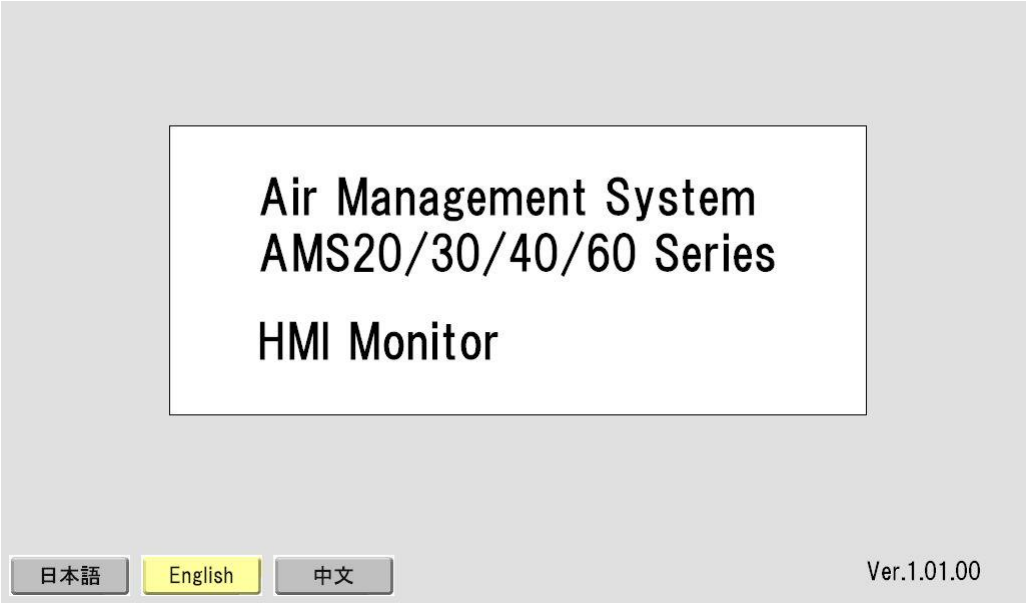 Air Management System
AMS20/30/40/60 Series
HMI Monitor
日本語
English
中文
Ver.1.01.00